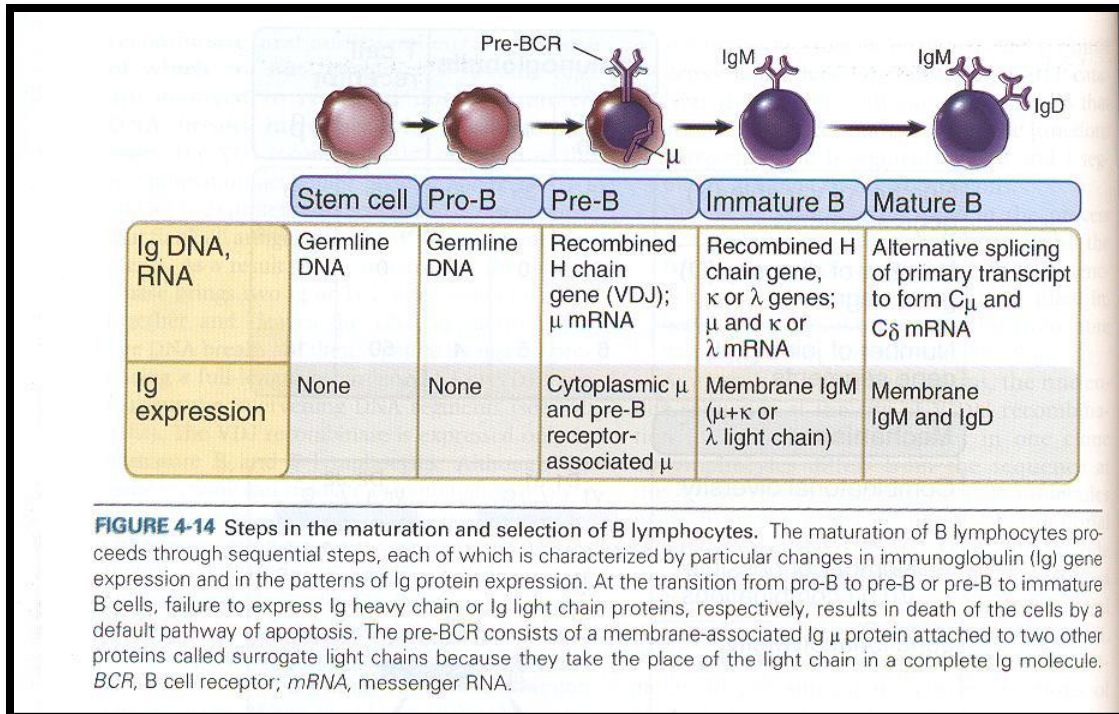 Pre-BCR
IgM
IgM
IgD
μ
Stem cell
Pro-B
Pre-B
Immature B
Mature B
Ig DNA,
RNA
Germline
DNA
Germline
DNA
Recombined
H chain
gene (VDJ);
μ mRNA
Recombined H
chain gene,
κ or λ genes;
μ and κ or
λ mRNA
Alternative splicing
of primary transcript
to form Cμ and
Cδ mRNA
Ig
expression
None
None
Cytoplasmic μ
and pre-B
receptor-
associated μ
Membrane IgM
(μ+κ or
λ light chain)
Membrane
IgM and IgD
FIGURE 4-14 Steps in the maturation and selection of B lymphocytes. The maturation of B lymphocytes pro-
ceeds through sequential steps, each of which is characterized by particular changes in immunoglobulin (Ig) gene
expression and in the patterns of Ig protein expression. At the transition from pro-B to pre-B or pre-B to immature
B cells, failure to express Ig heavy chain or Ig light chain proteins, respectively, results in death of the cells by a
default pathway of apoptosis. The pre-BCR consists of a membrane-associated Ig μ protein attached to two other
proteins called surrogate light chains because they take the place of the light chain in a complete Ig molecule.
BCR, B cell receptor; mRNA, messenger RNA.